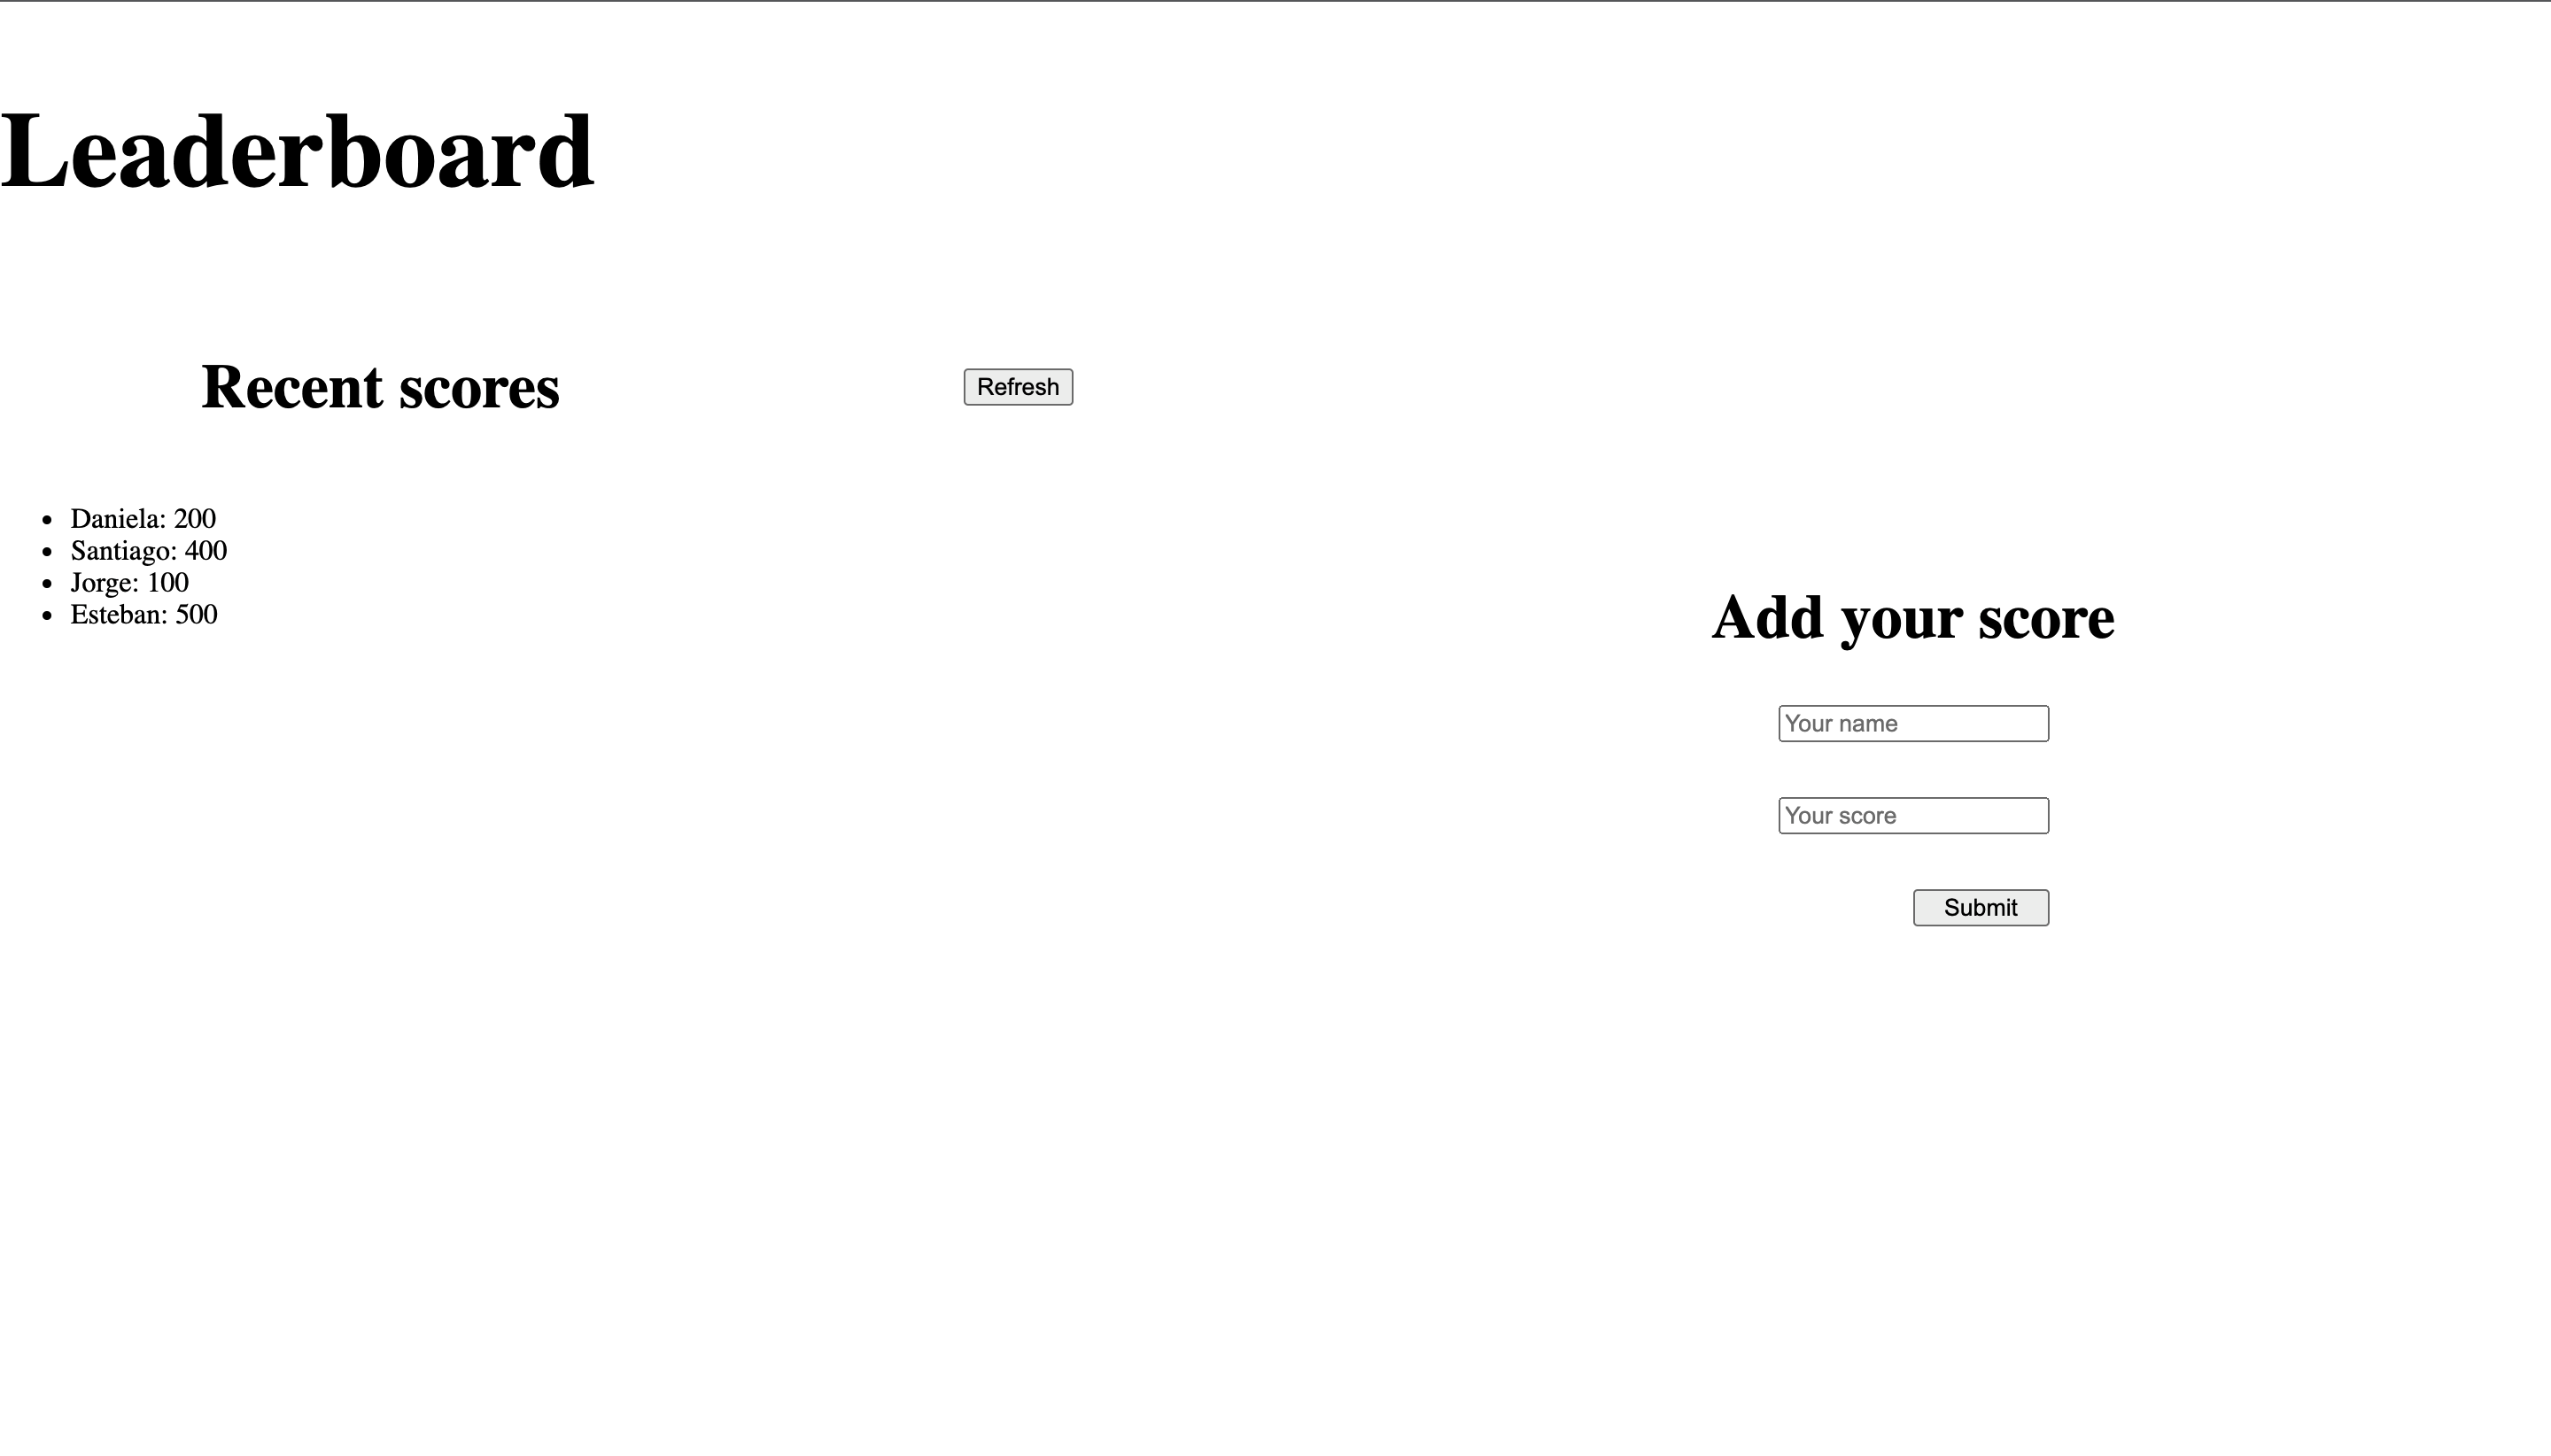 Leaderboard
Recent scores
Refresh
Daniela: 200
Santiago: 400
Jorge: 100
Esteban: 500
Add your score
Your name
Your score
Submit